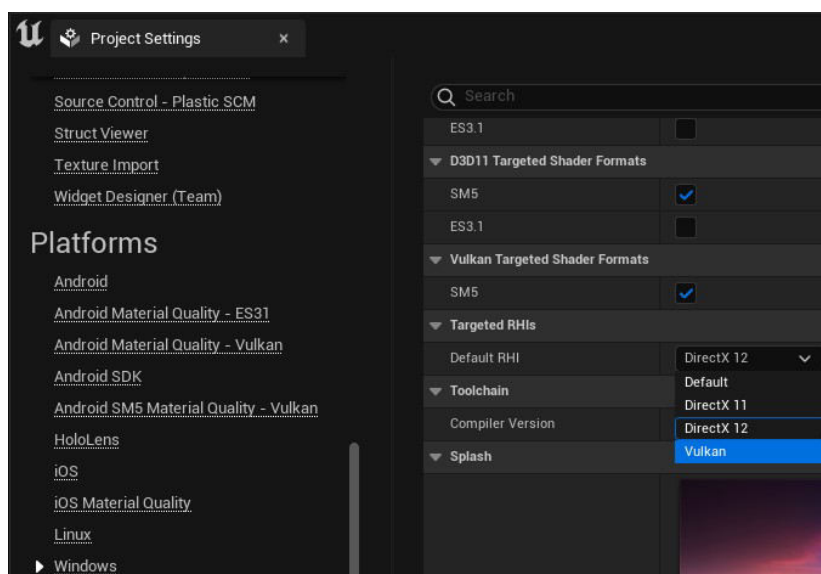 Project Settings
Source Control - Plastic SCM
Struct Viewer
Texture Import
Widget Designer (Team)
Platforms
Android
Android Material Quality - ES31
Android Material Quality - Vulkan
Android SDK
Android SM5 Material Quality - Vulkan
HoloLens
iOS
iOS Material Quality
Linux
Windows
Search
ES3.1
D3D11 Targeted Shader Formats
SM5
ES3.1
Vulkan Targeted Shader Formats
SM5
Targeted RHIs
Default RHI
DirectX 12
Default
DirectX 11
DirectX 12
Vulkan
Toolchain
Compiler Version
Splash